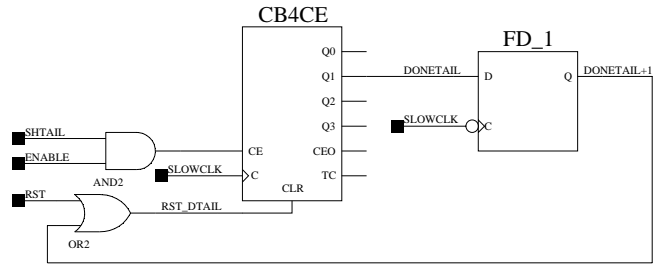 CB4CE
FD_1
Q0
Q1
DONETAIL
D
Q
DONETAIL+1
Q2
SHTAIL
Q3
SLOWCLK
C
ENABLE
CE
CEO
AND2
SLOWCLK
C
TC
RST
CLR
RST_DTAIL
OR2